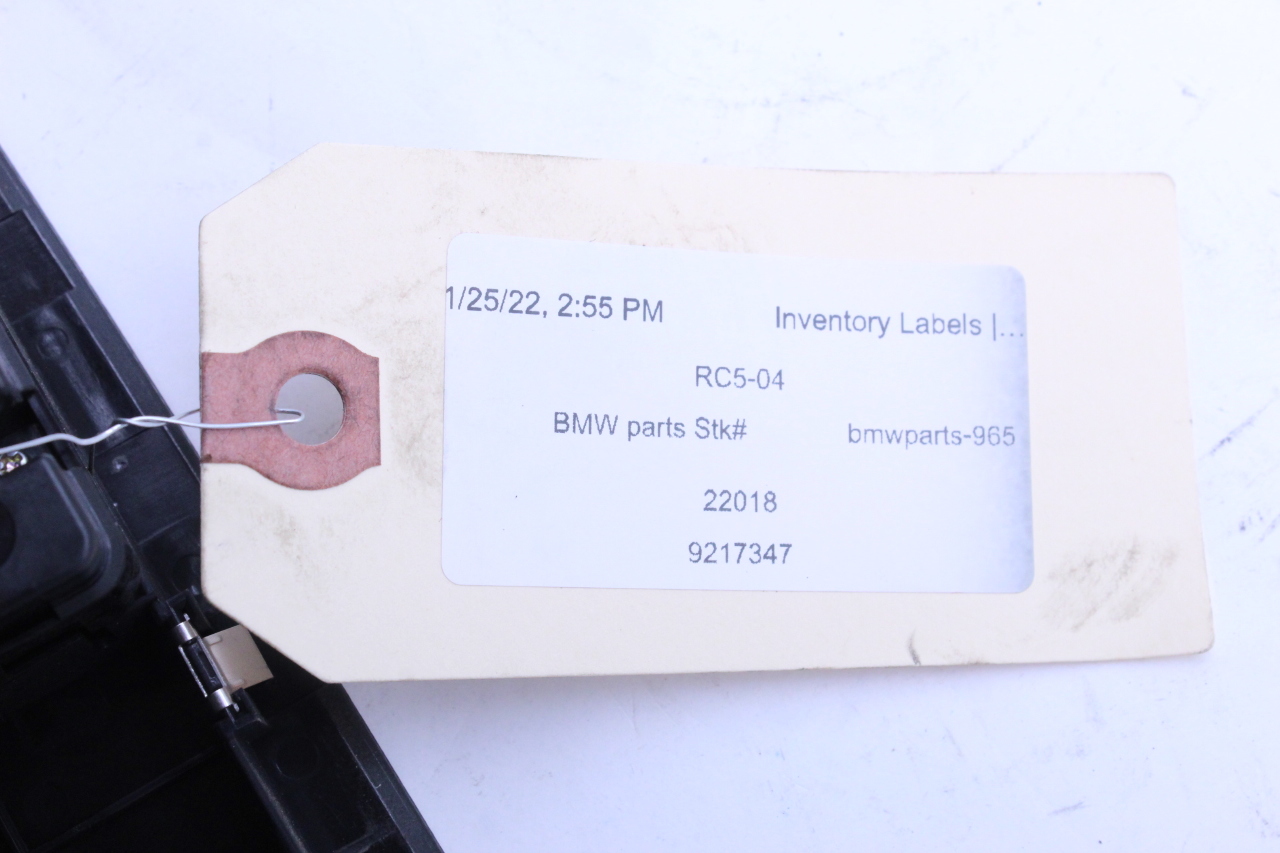 1/25/22, 2:55 PM Inventory Labels |...
RC5-04
BMW parts Stk# bmwparts-965
22018
9217347